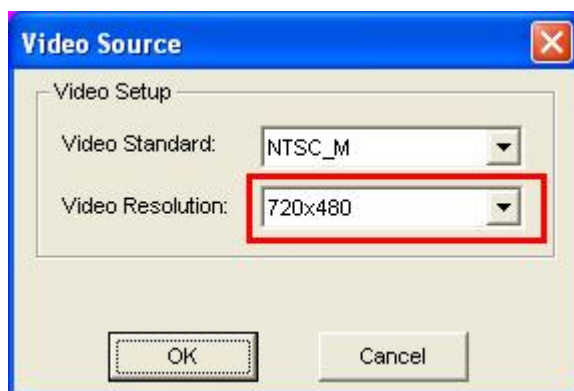 Video Source
Video Setup
Video Standard: NTSC_M
Video Resolution: 720x480
OK Cancel